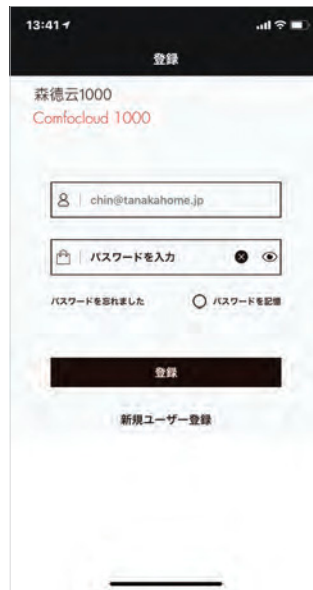 13:41
登録
森德云1000
Comfocloud 1000
chin@tanakahome.jp
パスワードを入力
パスワードを忘れました
パスワードを記憶
登録
新規ユーザー登録